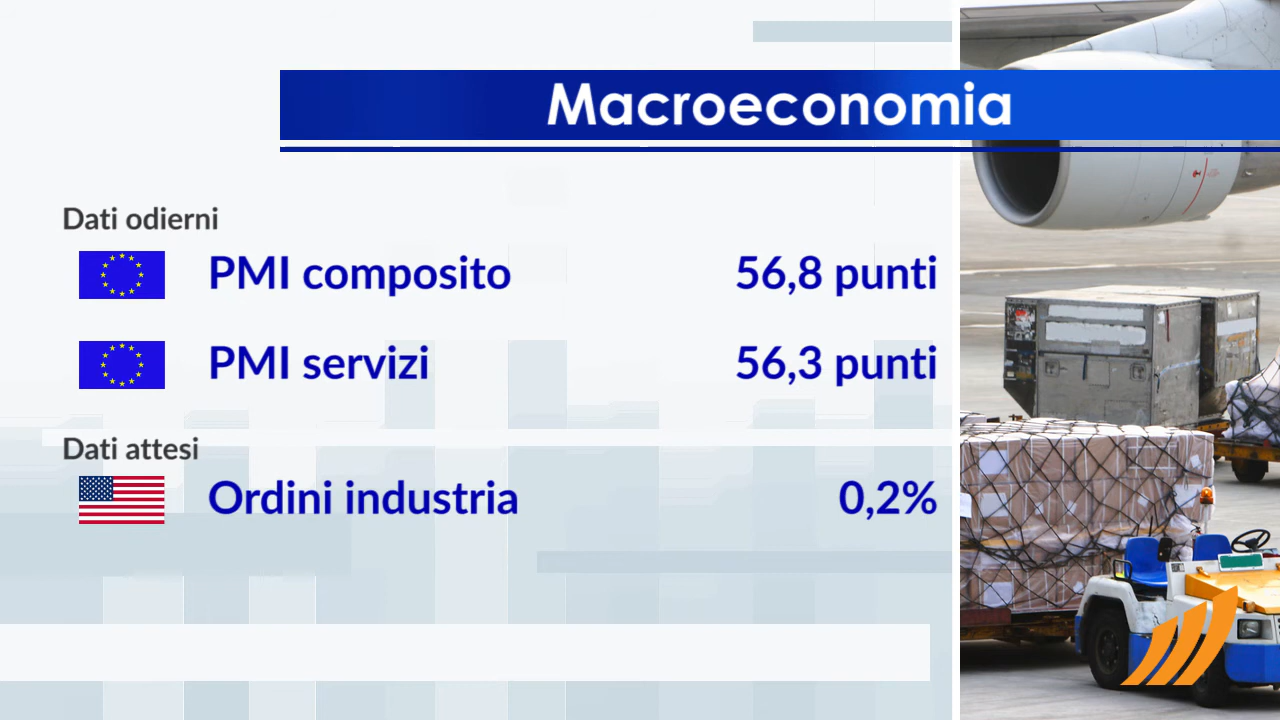 Macroeconomia
Dati odierni
PMI composito 56,8 punti
PMI servizi 56,3 punti
Dati attesi
Ordini industria 0,2%